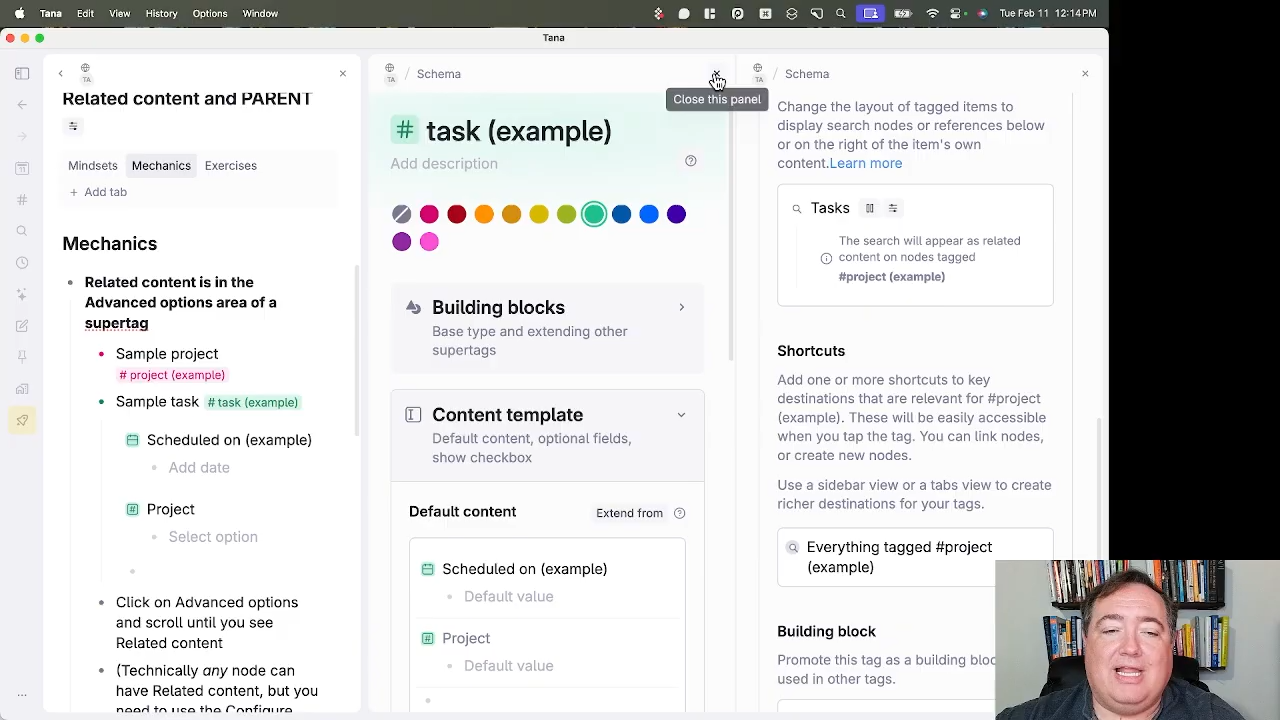 Tana Edit View History Options Window
Tue Feb 11 12:14 PM
Tana
TA
Related content and PARENT
Mindsets Mechanics Exercises
+ Add tab
Mechanics
Related content is in the
Advanced options area of a
supertag
Sample project
# project (example)
Sample task # task (example)
Scheduled on (example)
Add date
Project
Select option
Click on Advanced options
and scroll until you see
Related content
(Technically any node can
have Related content, but you
need to use the Configure
TA / Schema
Close this panel
# task (example)
Add description
Building blocks
Base type and extending other
supertags
Content template
Default content, optional fields,
show checkbox
Default content Extend from
Scheduled on (example)
Default value
Project
Default value
TA / Schema
Change the layout of tagged items to
display search nodes or references below
or on the right of the item's own
content.Learn more
Tasks
The search will appear as related
content on nodes tagged
#project (example)
Shortcuts
Add one or more shortcuts to key
destinations that are relevant for #project
(example). These will be easily accessible
when you tap the tag. You can link nodes,
or create new nodes.
Use a sidebar view or a tabs view to create
richer destinations for your tags.
Everything tagged #project
(example)
Building block
Promote this tag as a building bloc
used in other tags.